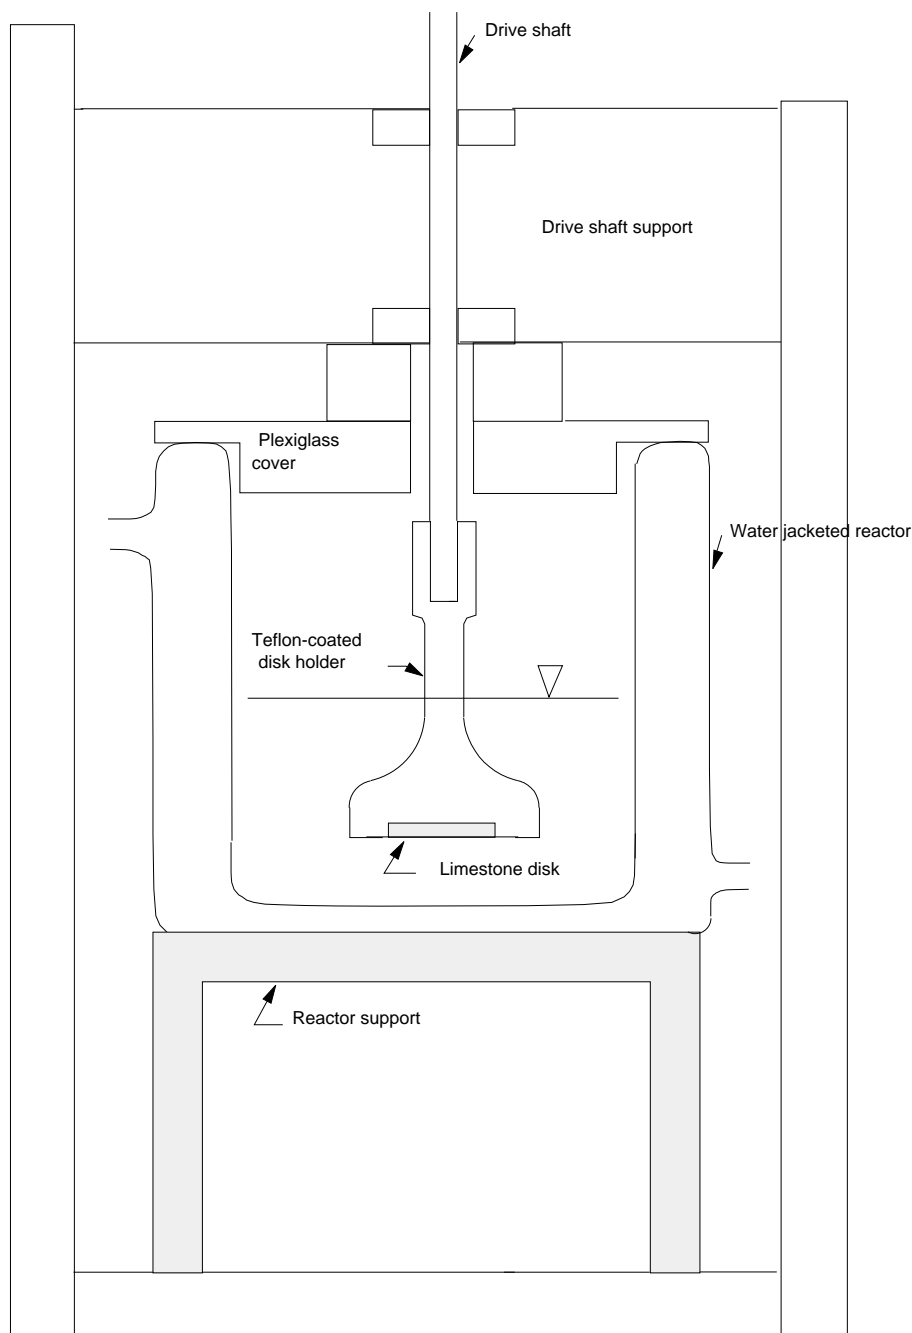 Drive shaft
Drive shaft support
Plexiglass
cover
Water jacketed reactor
Teflon-coated
disk holder
Limestone disk
Reactor support